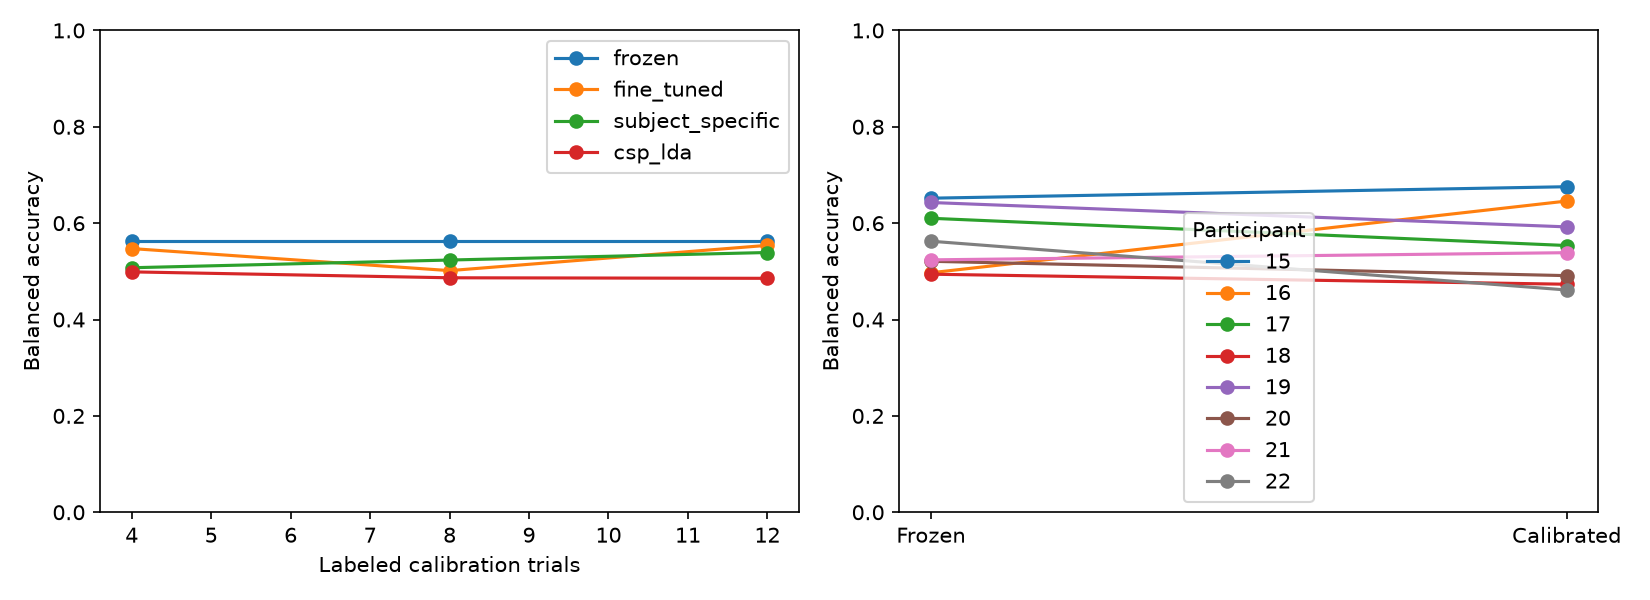 1.0
0.8
0.6
0.4
0.2
0.0
Balanced accuracy
frozen
fine_tuned
subject_specific
csp_lda
4 5 6 7 8 9 10 11 12
Labeled calibration trials
1.0
0.8
0.6
0.4
0.2
0.0
Balanced accuracy
Participant
15
16
17
18
19
20
21
22
Frozen Calibrated